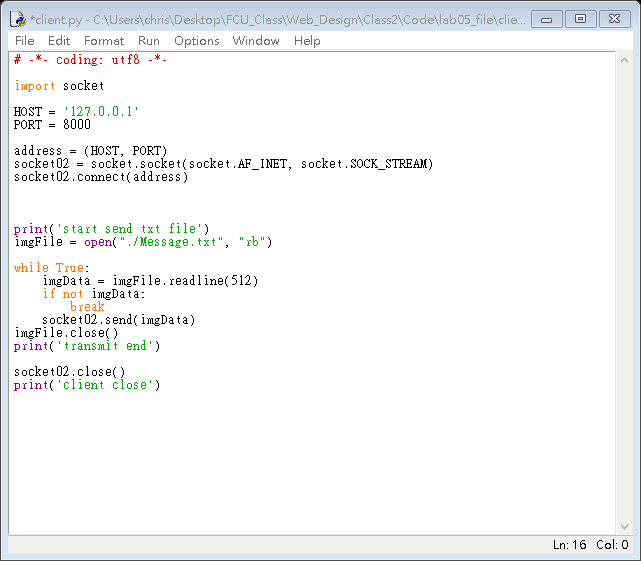 *client.py - C:\Users\chris\Desktop\FCU_Class\Web_Design\Class2\Code\lab05_file\clie...
File Edit Format Run Options Window Help
# -*- coding: utf8 -*-
import socket
HOST = '127.0.0.1'
PORT = 8000
address = (HOST, PORT)
socket02 = socket.socket(socket.AF_INET, socket.SOCK_STREAM)
socket02.connect(address)
print('start send txt file')
imgFile = open("./Message.txt", "rb")
while True:
    imgData = imgFile.readline(512)
    if not imgData:
        break
    socket02.send(imgData)
imgFile.close()
print('transmit end')
socket02.close()
print('client close')
Ln: 16 Col: 0